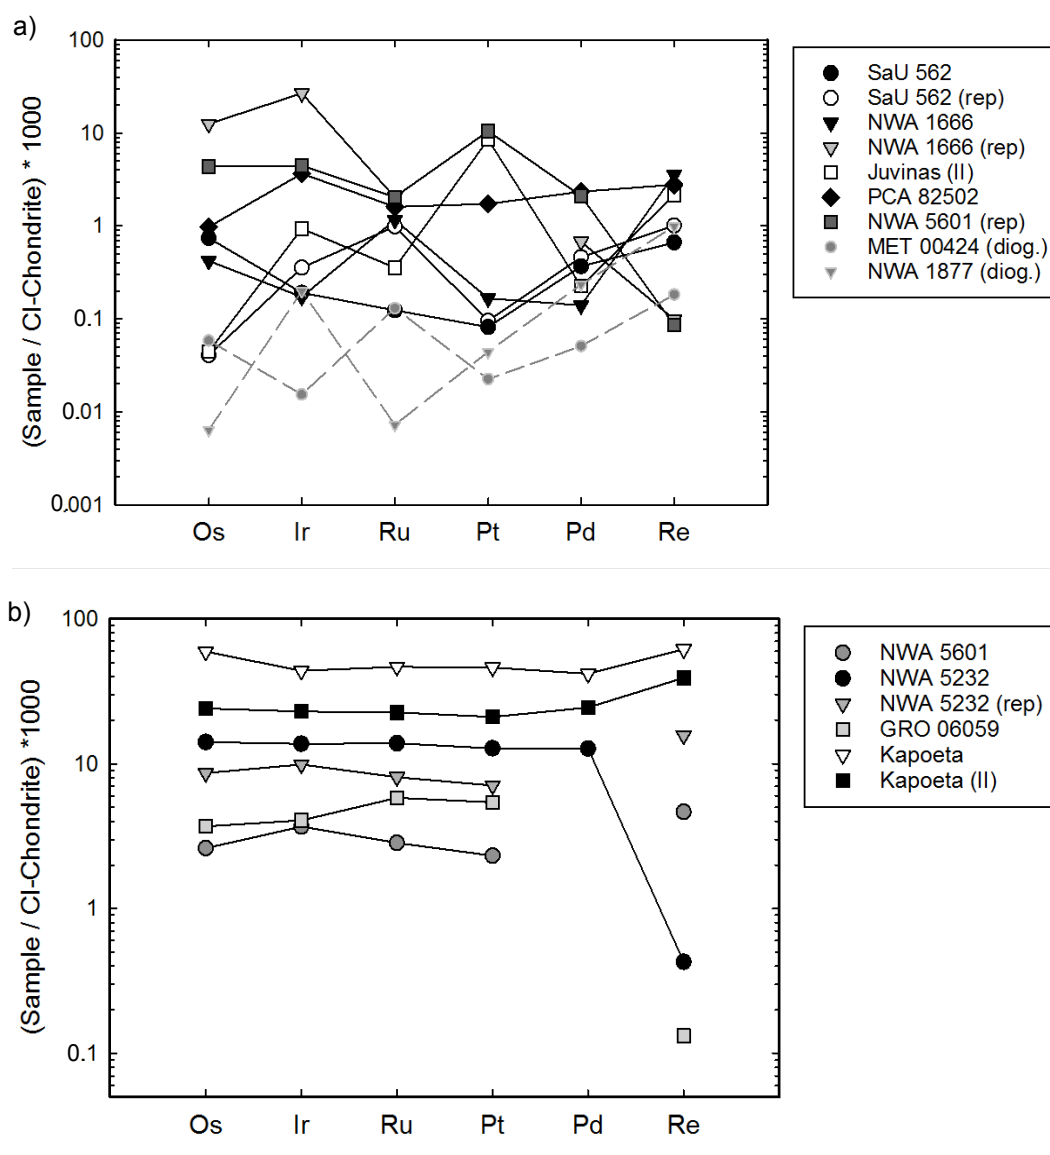 a)
(Sample / CI-Chondrite) * 1000
100
10
1
0.1
0.01
0.001
Os Ir Ru Pt Pd Re
SaU 562
SaU 562 (rep)
NWA 1666
NWA 1666 (rep)
Juvinas (II)
PCA 82502
NWA 5601 (rep)
MET 00424 (diog.)
NWA 1877 (diog.)
b)
(Sample / CI-Chondrite) *1000
100
10
1
0.1
Os Ir Ru Pt Pd Re
NWA 5601
NWA 5232
NWA 5232 (rep)
GRO 06059
Kapoeta
Kapoeta (II)